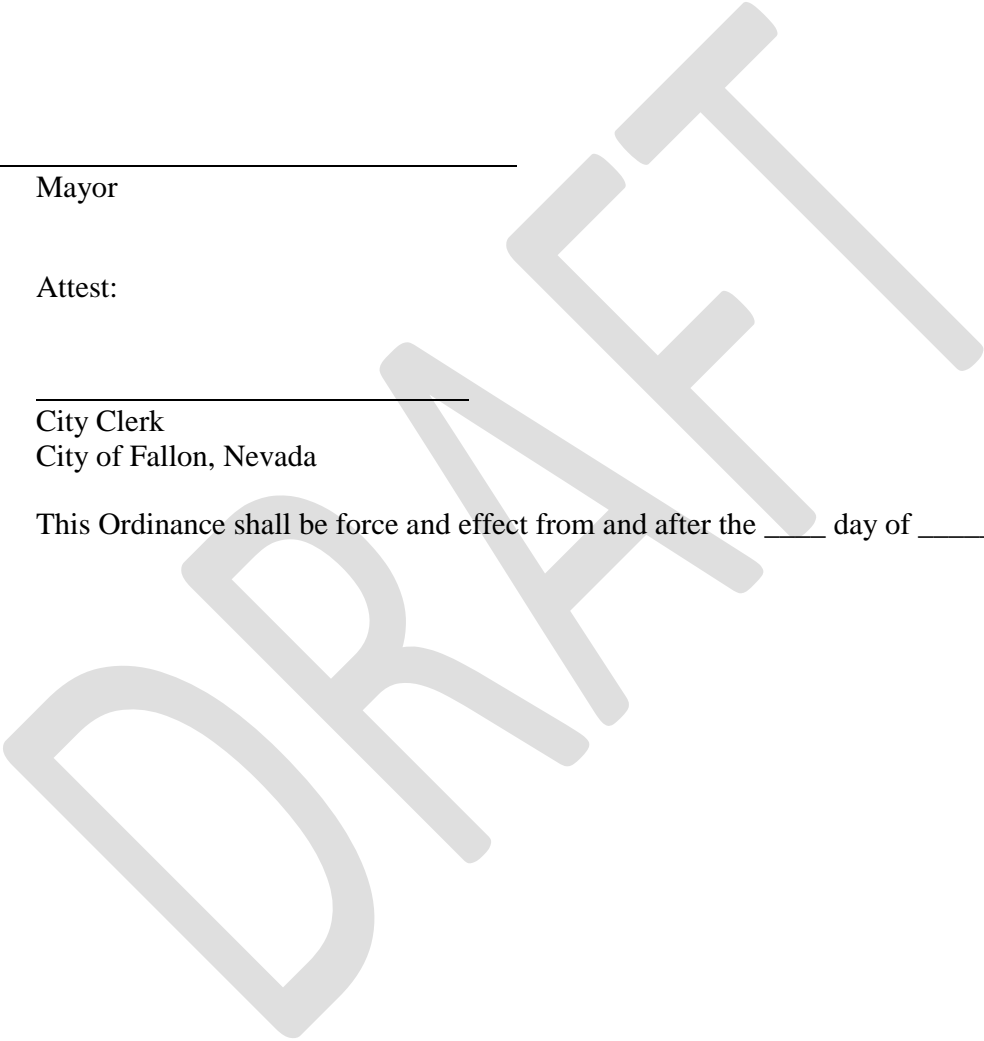 Mayor
Attest:
City Clerk
City of Fallon, Nevada
This Ordinance shall be force and effect from and after the ____ day of ____
DRAFT